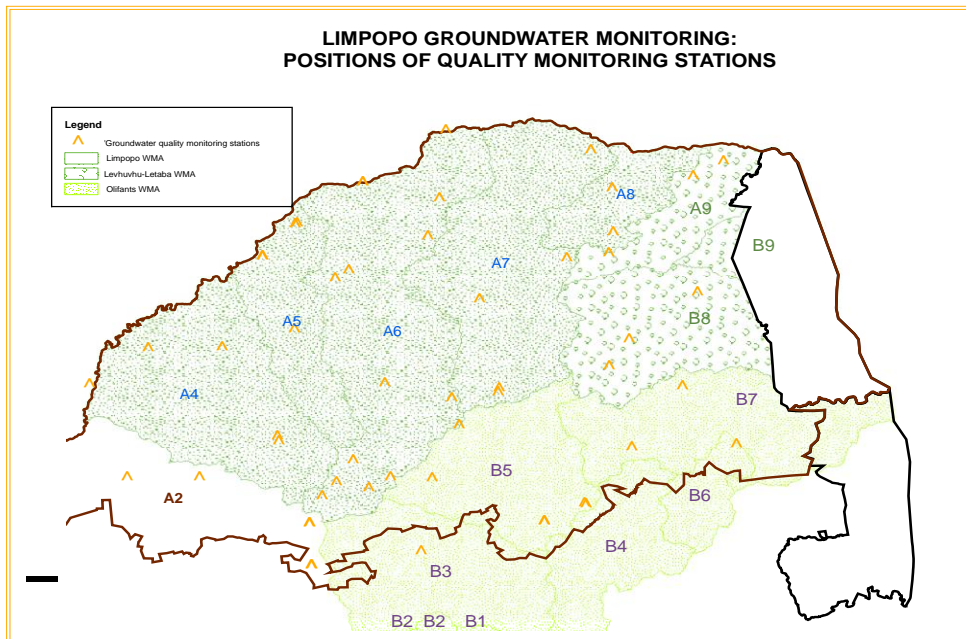 LIMPOPO GROUNDWATER MONITORING:
POSITIONS OF QUALITY MONITORING STATIONS
Legend
'Groundwater quality monitoring stations
Limpopo WMA
Levhuvhu-Letaba WMA
Olifants WMA
A8
A9
B9
A7
A5
A6
B8
A4
B7
B5
A2
B6
B4
B3
B2 B2 B1